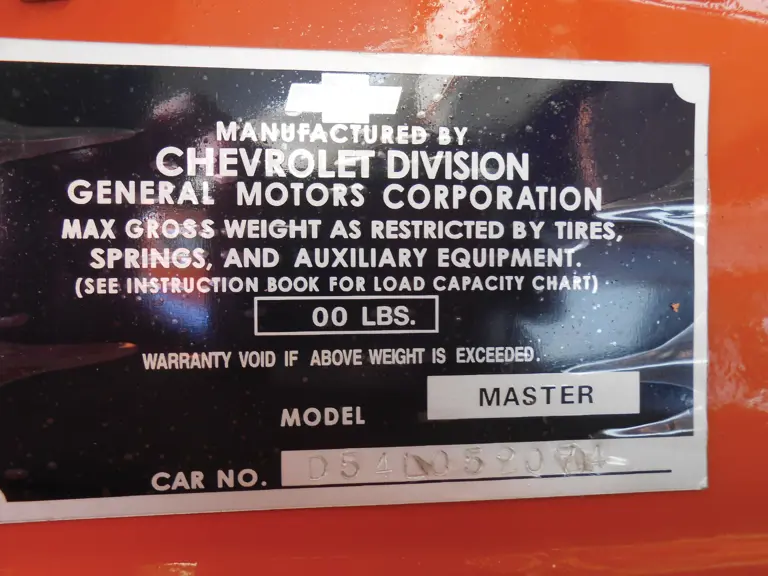 MANUFACTURED BY
CHEVROLET DIVISION
GENERAL MOTORS CORPORATION
MAX GROSS WEIGHT AS RESTRICTED BY TIRES,
SPRINGS, AND AUXILIARY EQUIPMENT.
(SEE INSTRUCTION BOOK FOR LOAD CAPACITY CHART)
00 LBS.
WARRANTY VOID IF ABOVE WEIGHT IS EXCEEDED.
MODEL MASTER
CAR NO.